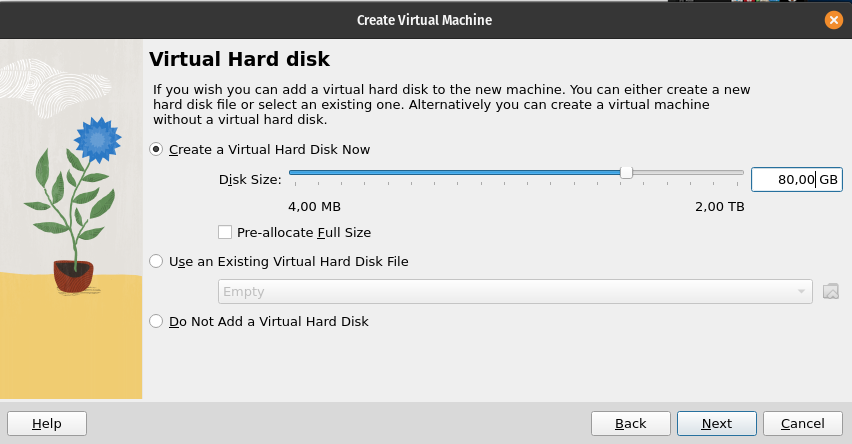 Create Virtual Machine
Virtual Hard disk
If you wish you can add a virtual hard disk to the new machine. You can either create a new
hard disk file or select an existing one. Alternatively you can create a virtual machine
without a virtual hard disk.
Create a Virtual Hard Disk Now
Disk Size:
80,00 GB
4,00 MB
2,00 TB
Pre-allocate Full Size
Use an Existing Virtual Hard Disk File
Empty
Do Not Add a Virtual Hard Disk
Help
Back
Next
Cancel